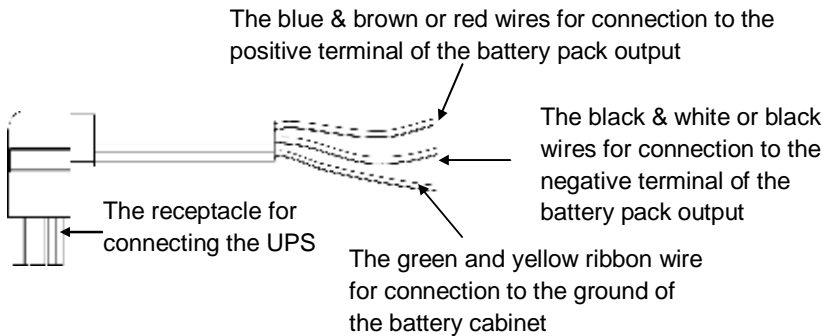 The blue & brown or red wires for connection to the
positive terminal of the battery pack output
The black & white or black
wires for connection to the
negative terminal of the
battery pack output
The receptacle for
connecting the UPS
The green and yellow ribbon wire
for connection to the ground of
the battery cabinet